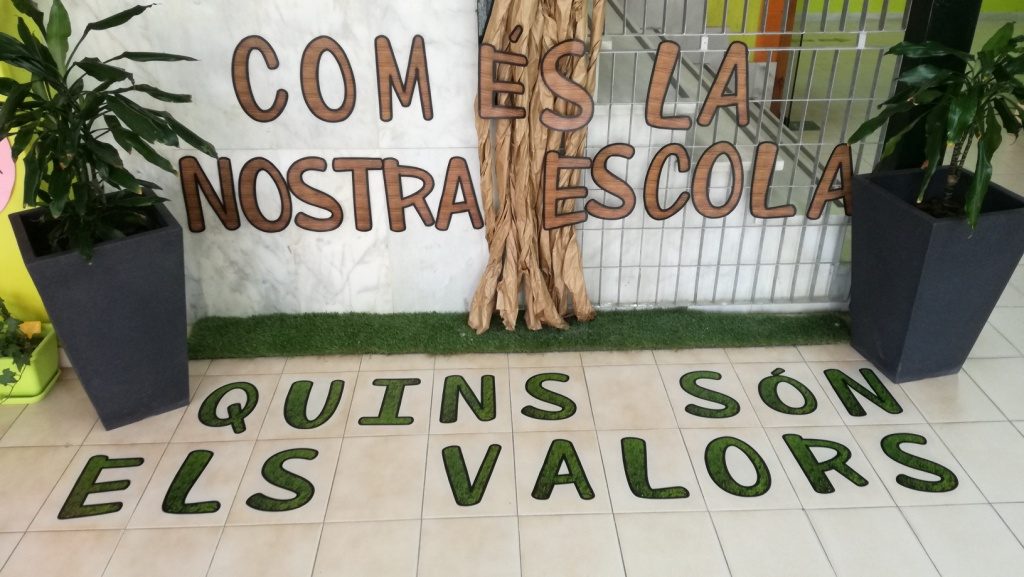 COM ÉS LA
NOSTRA ESCOLA
QUINS SÓN
ELS VALORS